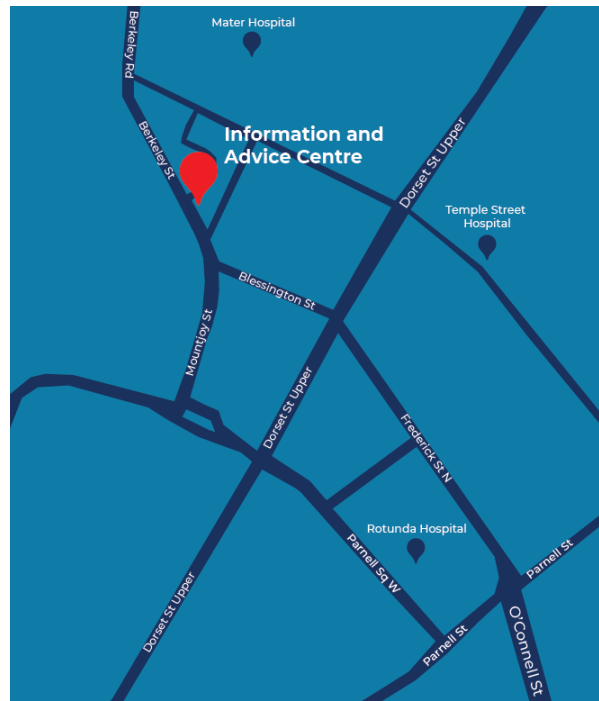 Mater Hospital
Berkeley Rd
Information and
Advice Centre
Berkeley St
Dorset St Upper
Temple Street
Hospital
Blessington St
Mountjoy St
Dorset St Upper
Frederick St N
Rotunda Hospital
Parnell Sq W
Parnell St
Dorset St Upper
Parnell St
O'Connell St